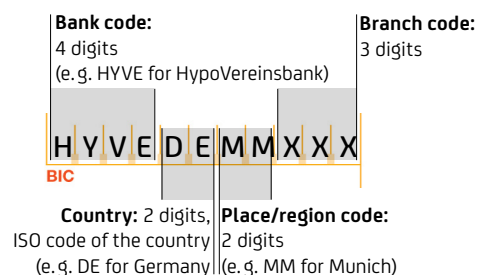 Bank code:
4 digits
(e. g. HYVE for HypoVereinsbank)
Branch code:
3 digits
HYVEDEMMXXX
BIC
Country: 2 digits,
ISO code of the country
(e. g. DE for Germany
Place/region code:
2 digits
(e. g. MM for Munich)